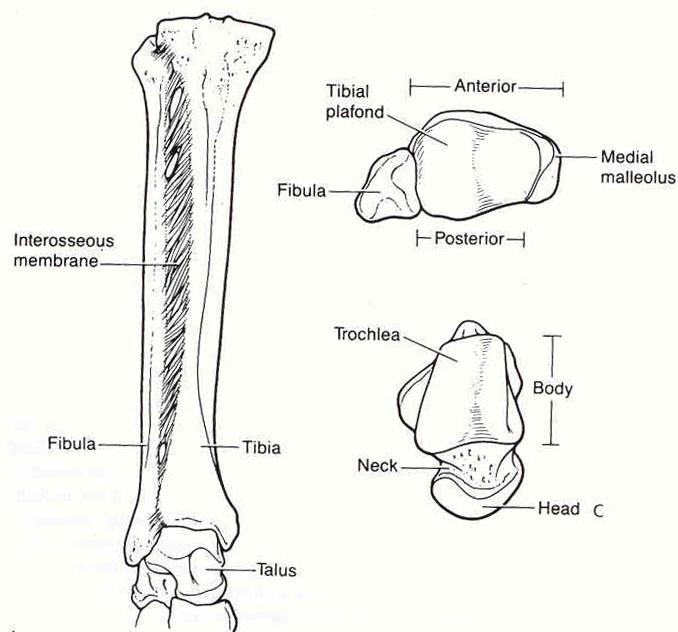 Anterior
Tibial
plafond
Medial
malleolus
Fibula
Interosseous
membrane
Posterior
Trochlea
Body
Fibula
Tibia
Neck
Head C
Talus